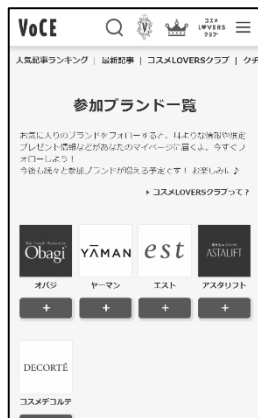 VOCE
コスメ
LOVERS
クラブ
人気記事ランキング | 最新記事 | コスメLOVERSクラブ | クチ
参加ブランド一覧
お気に入りのブランドをフォローすると、耳よりな情報や限定
プレゼント情報などがあなたのマイページに届くよ。今すぐフ
ォローしよう！
今後も続々と参加ブランドが増える予定です！ お楽しみに♪
▶ コスメLOVERSクラブって？
Obagi YAMAN est ASTALIFT
オバジ ヤーマン エスト アスタリフト
+ + + +
DECORTÉ
コスメデコルテ